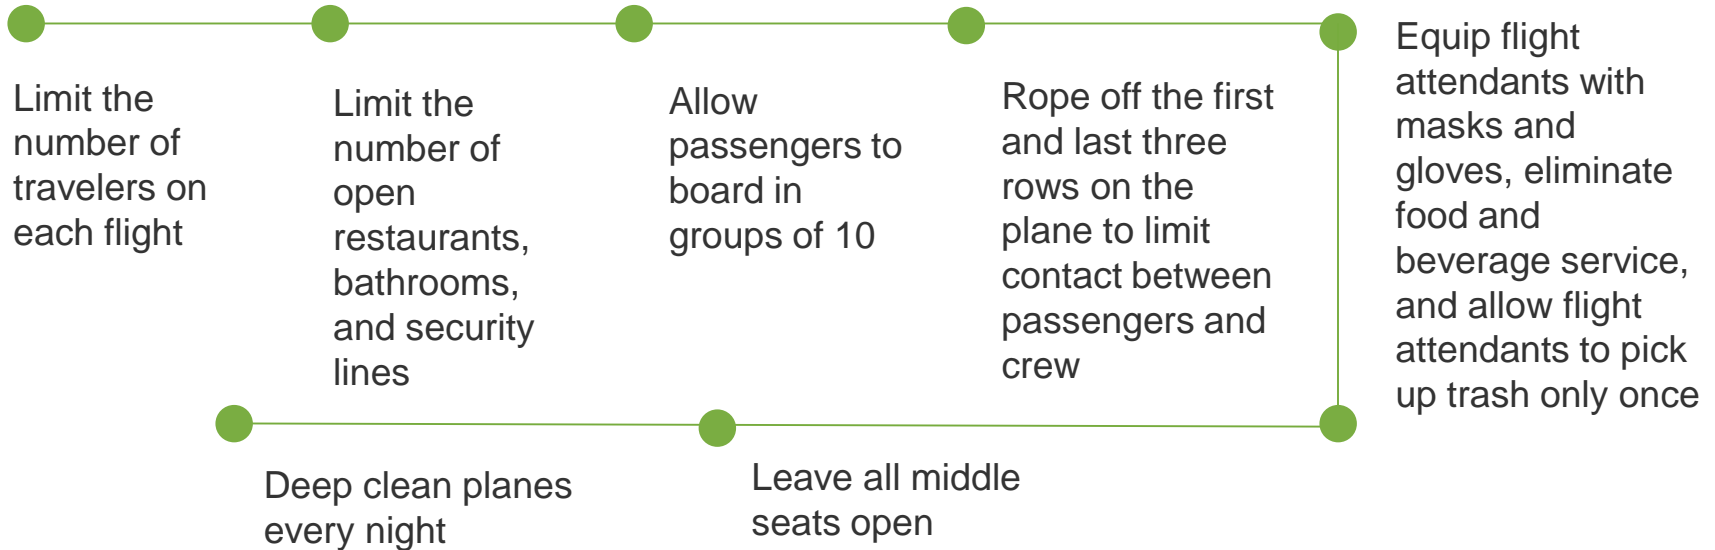 Limit the
number of
travelers on
each flight
Limit the
number of
open
restaurants,
bathrooms,
and security
lines
Allow
passengers to
board in
groups of 10
Rope off the first
and last three
rows on the
plane to limit
contact between
passengers and
crew
Equip flight
attendants with
masks and
gloves, eliminate
food and
beverage service,
and allow flight
attendants to pick
up trash only once
Leave all middle
seats open
Deep clean planes
every night